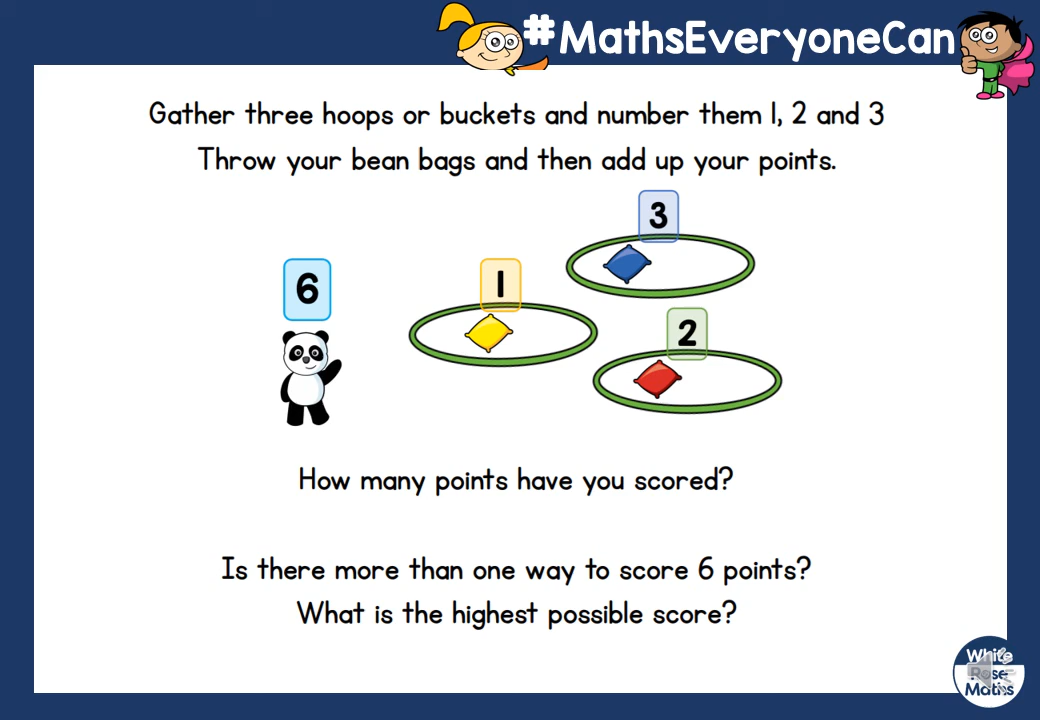 #MathsEveryoneCan
Gather three hoops or buckets and number them 1, 2 and 3
Throw your bean bags and then add up your points.
3
6
1
2
How many points have you scored?
Is there more than one way to score 6 points?
What is the highest possible score?
White
Rose
Maths